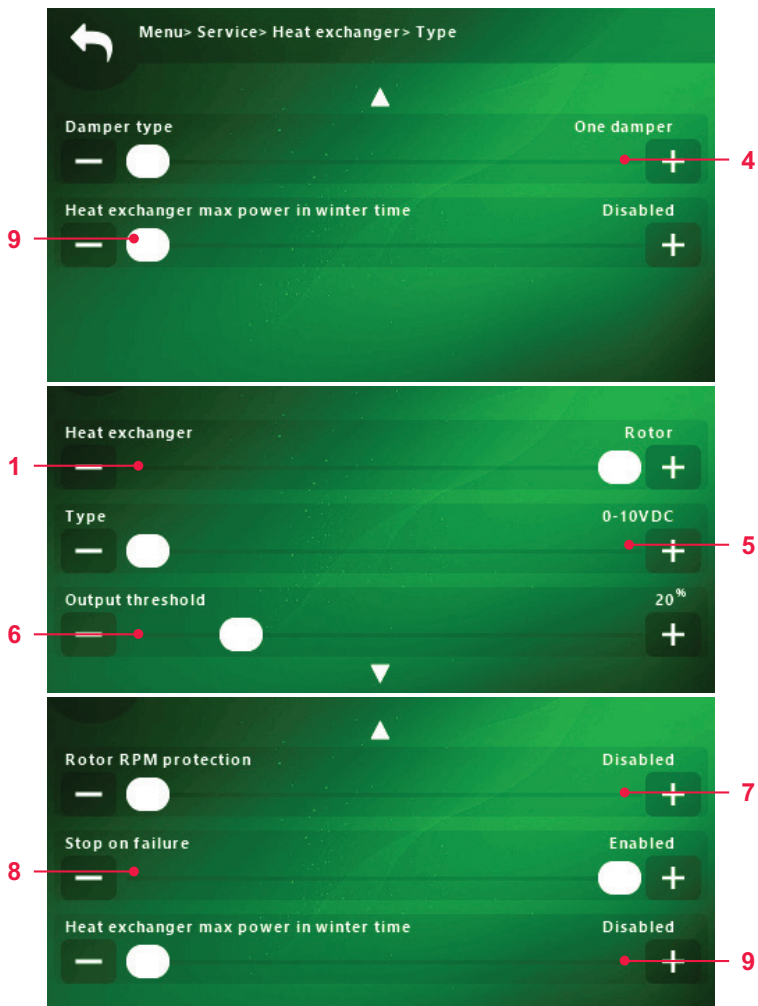 Menu> Service> Heat exchanger> Type
Damper type One damper
4
Heat exchanger max power in winter time Disabled
9
Heat exchanger Rotor
1
Type 0-10VDC
5
Output threshold 20%
6
Rotor RPM protection Disabled
7
Stop on failure Enabled
8
Heat exchanger max power in winter time Disabled
9